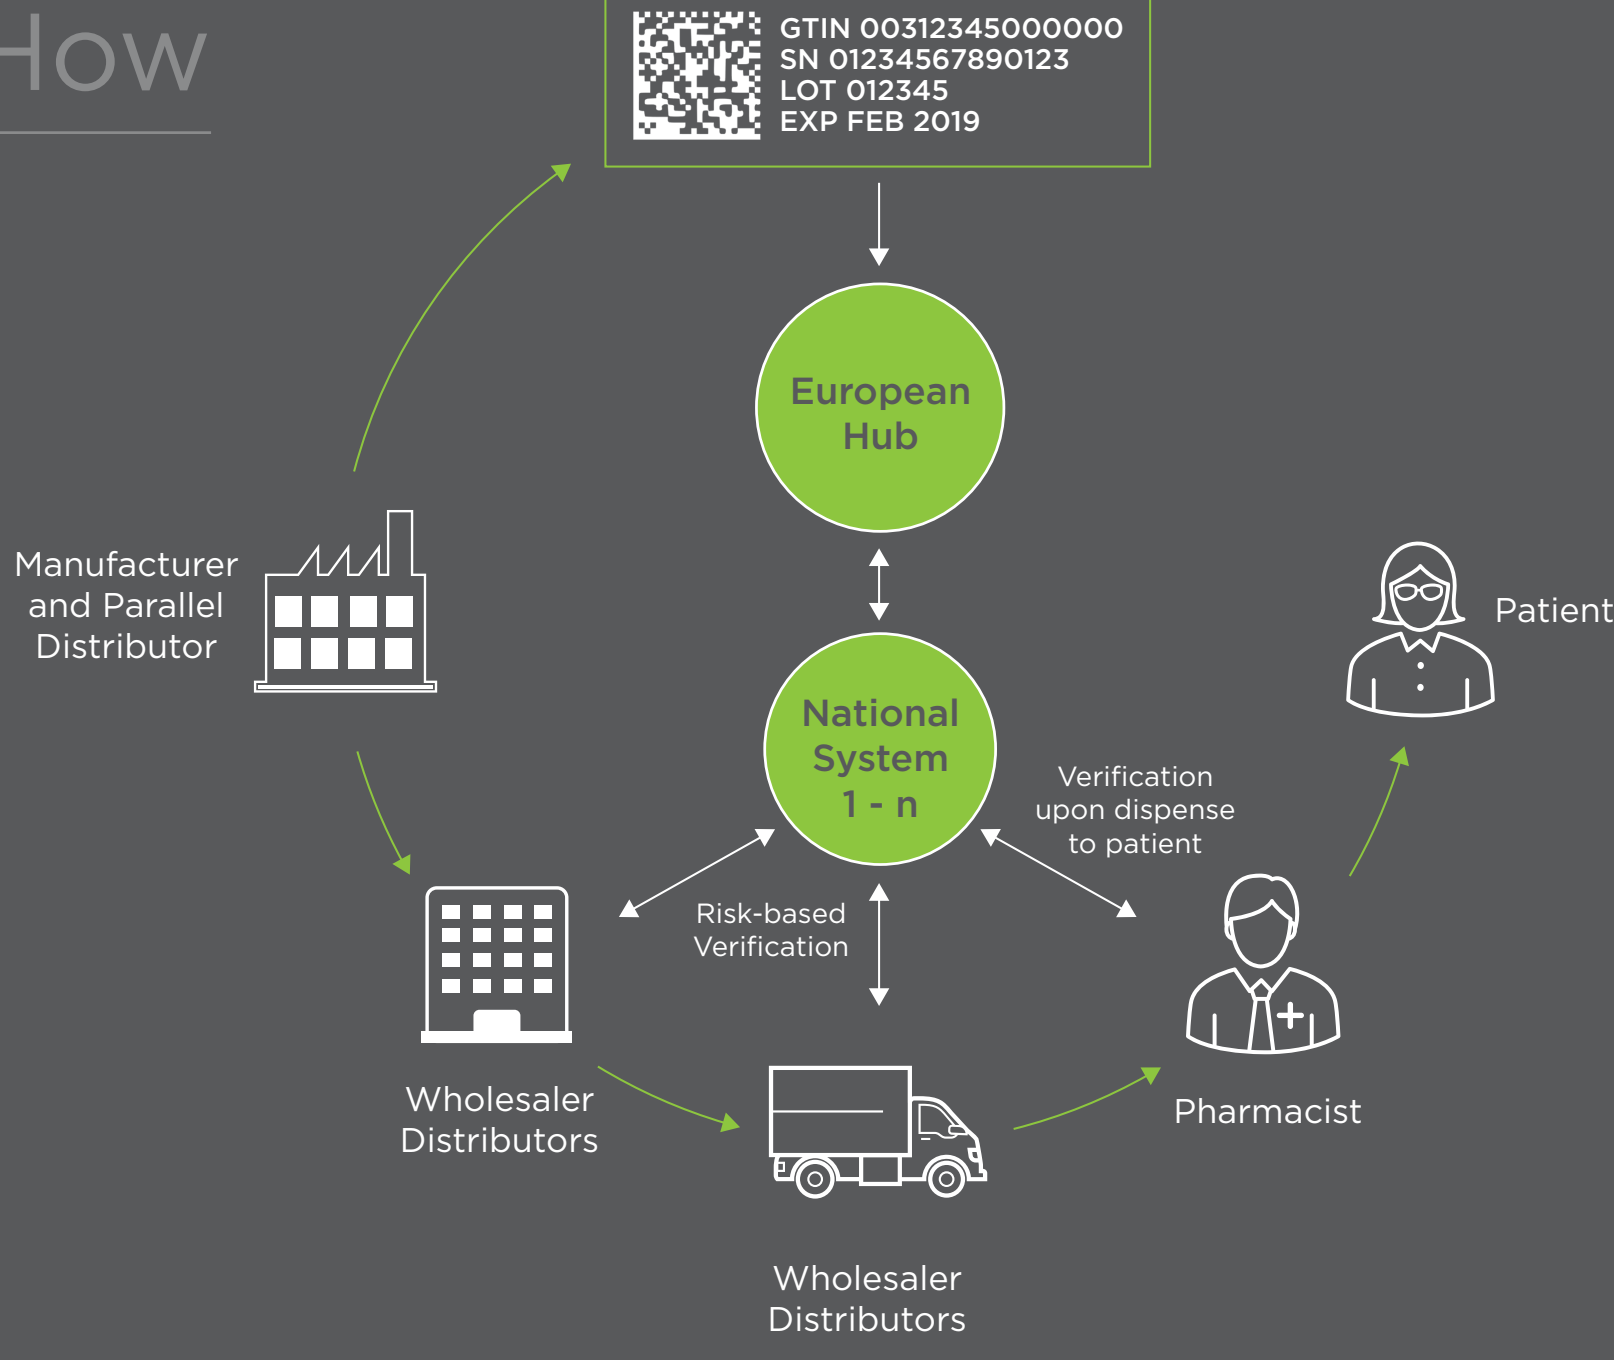 How
GTIN 00312345000000
SN 01234567890123
LOT 012345
EXP FEB 2019
European
Hub
Manufacturer
and Parallel
Distributor
Patient
National
System
1 - n
Verification
upon dispense
to patient
Risk-based
Verification
Wholesaler
Distributors
Pharmacist
Wholesaler
Distributors